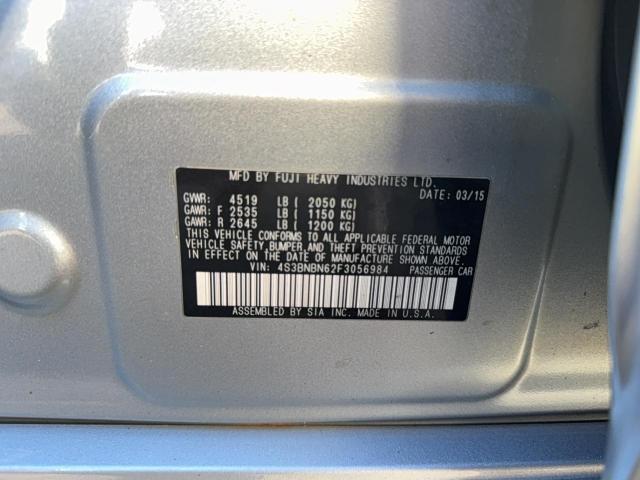 MFD BY FUJI HEAVY INDUSTRIES LTD.
DATE: 03/15
GVWR: 4519 LB ( 2050 KG)
GAWR: F 2535 LB ( 1150 KG)
GAWR: R 2645 LB ( 1200 KG)
THIS VEHICLE CONFORMS TO ALL APPLICABLE FEDERAL MOTOR
VEHICLE SAFETY, BUMPER, AND THEFT PREVENTION STANDARDS
IN EFFECT ON THE DATE OF MANUFACTURE SHOWN ABOVE.
VIN: 4S3BNBN62F3056984 PASSENGER CAR
ASSEMBLED BY SIA INC. MADE IN U.S.A.